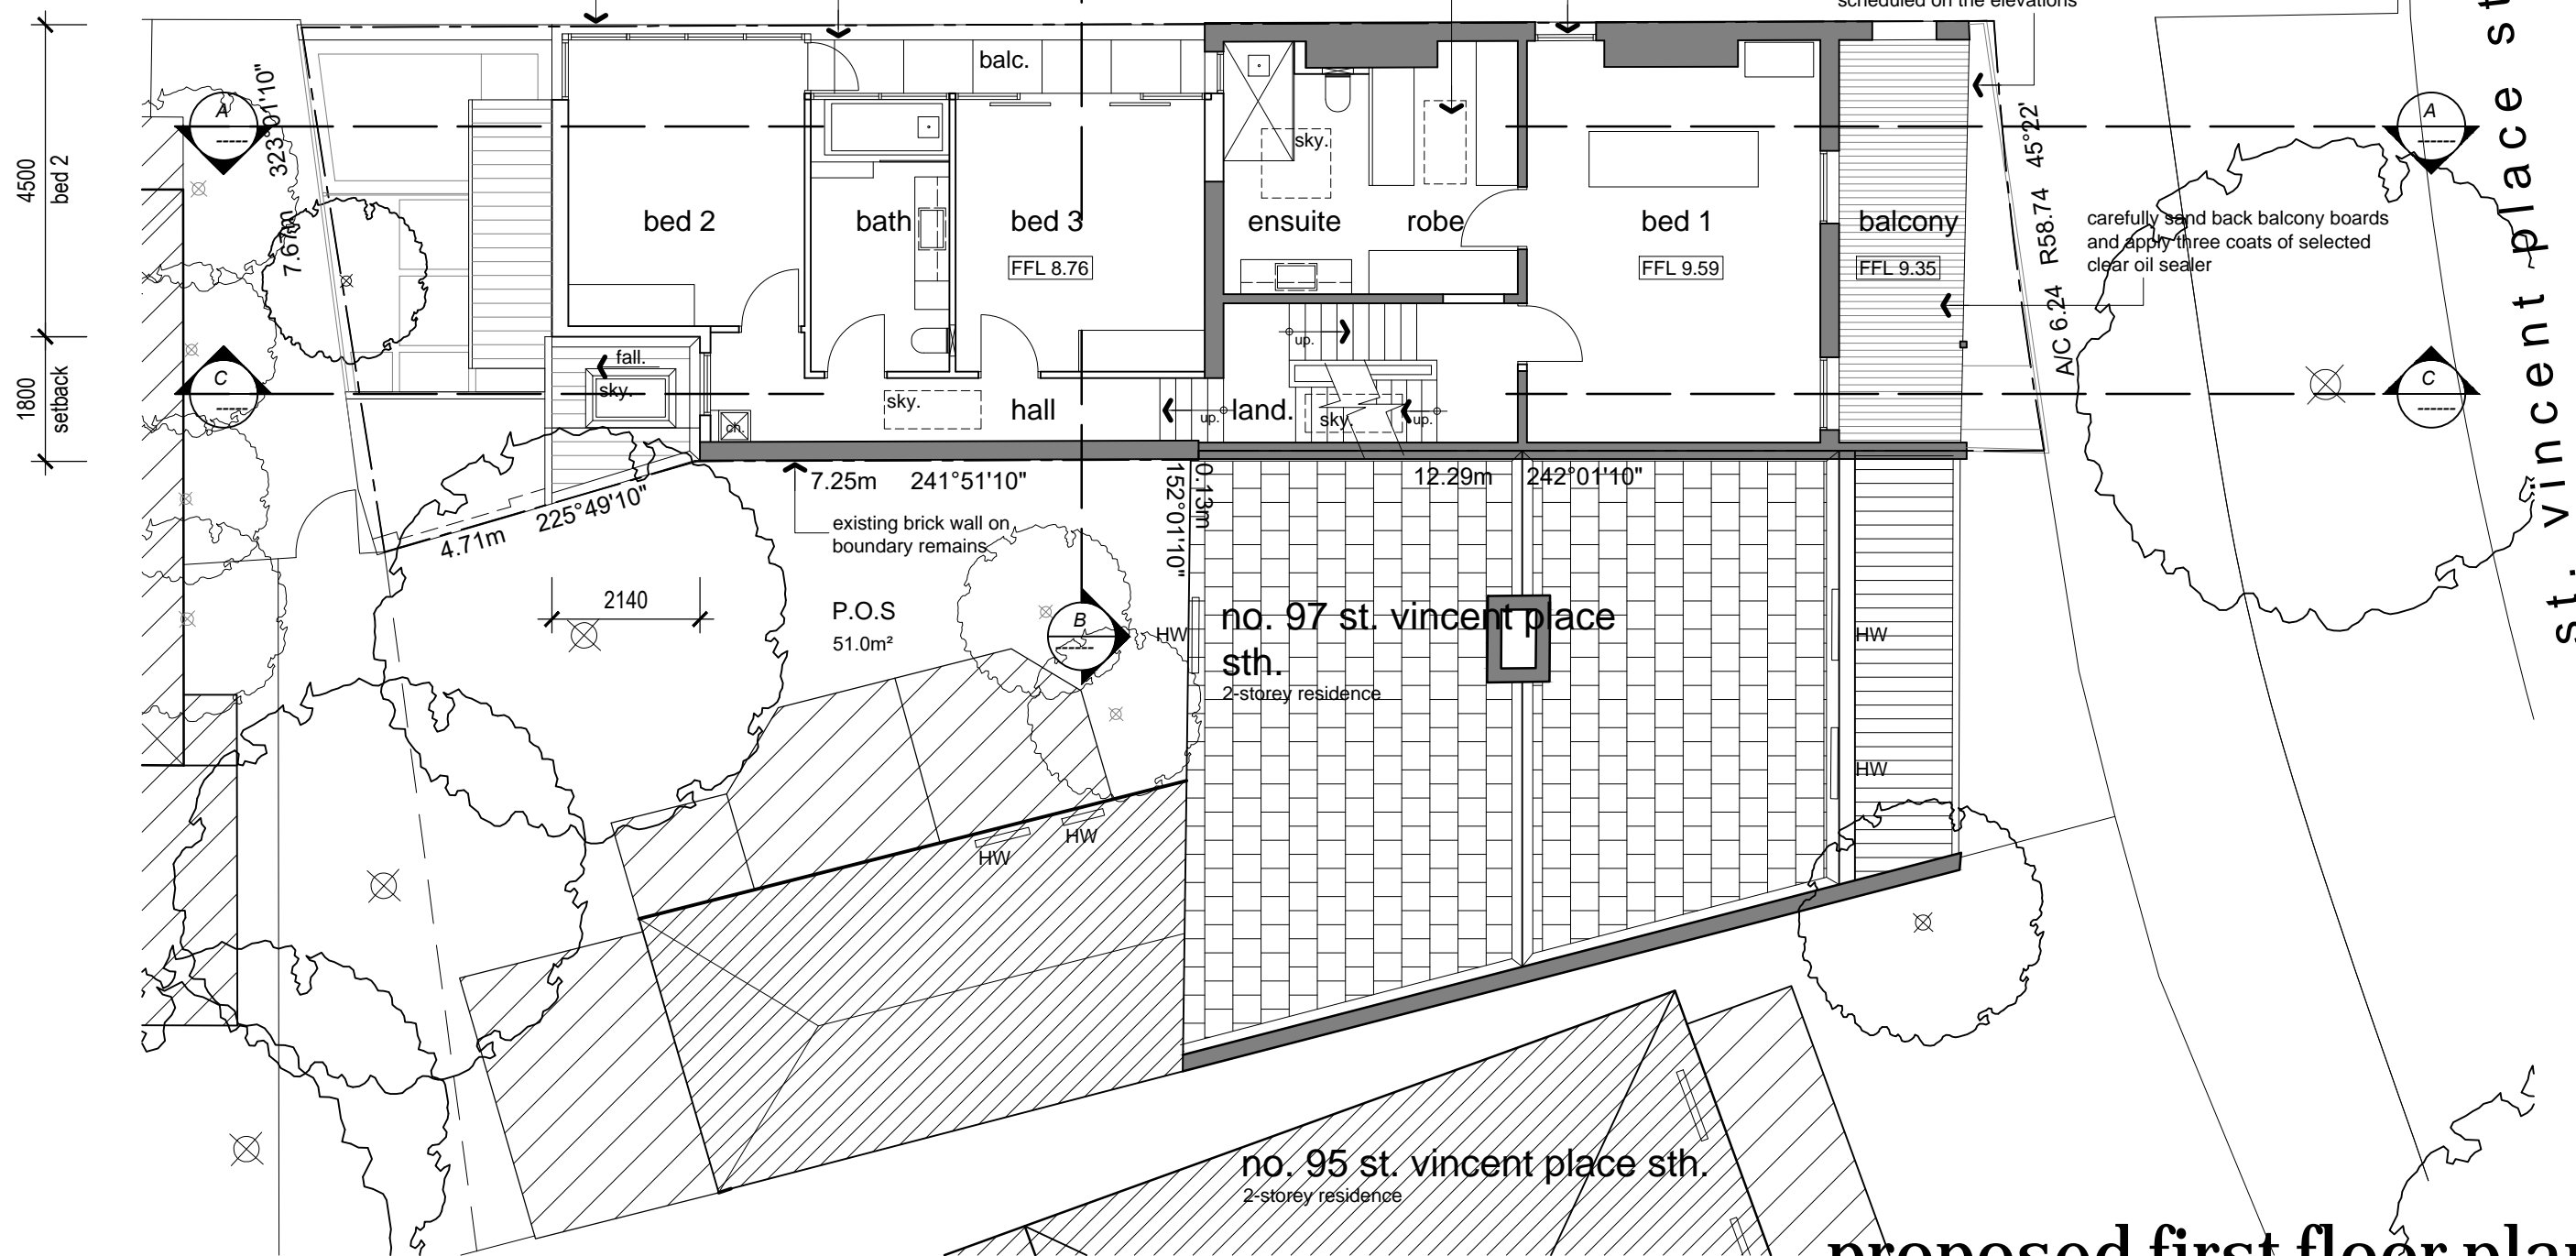 scheduled on the elevations
balc.
A
A
323°01'10"
7.67m
4500
bed 2
1800
setback
sky.
bed 2
bath
bed 3
ensuite
robe
bed 1
balcony
FFL 8.76
FFL 9.59
FFL 9.35
A/C 6.24 R58.74 45°22'
carefully sand back balcony boards
and apply three coats of selected
clear oil sealer
st. vincent place st
up.
fall.
sky.
C
C
sky.
hall
up.
land.
sky.
up.
ch.
7.25m 241°51'10"
152°01'10"
0.13m
12.29m 242°01'10"
4.71m 225°49'10"
existing brick wall on
boundary remains
2140
P.O.S
51.0m²
B
HW
no. 97 st. vincent place
sth.
2-storey residence
HW
HW
HW
HW
no. 95 st. vincent place sth.
2-storey residence
proposed first floor pla